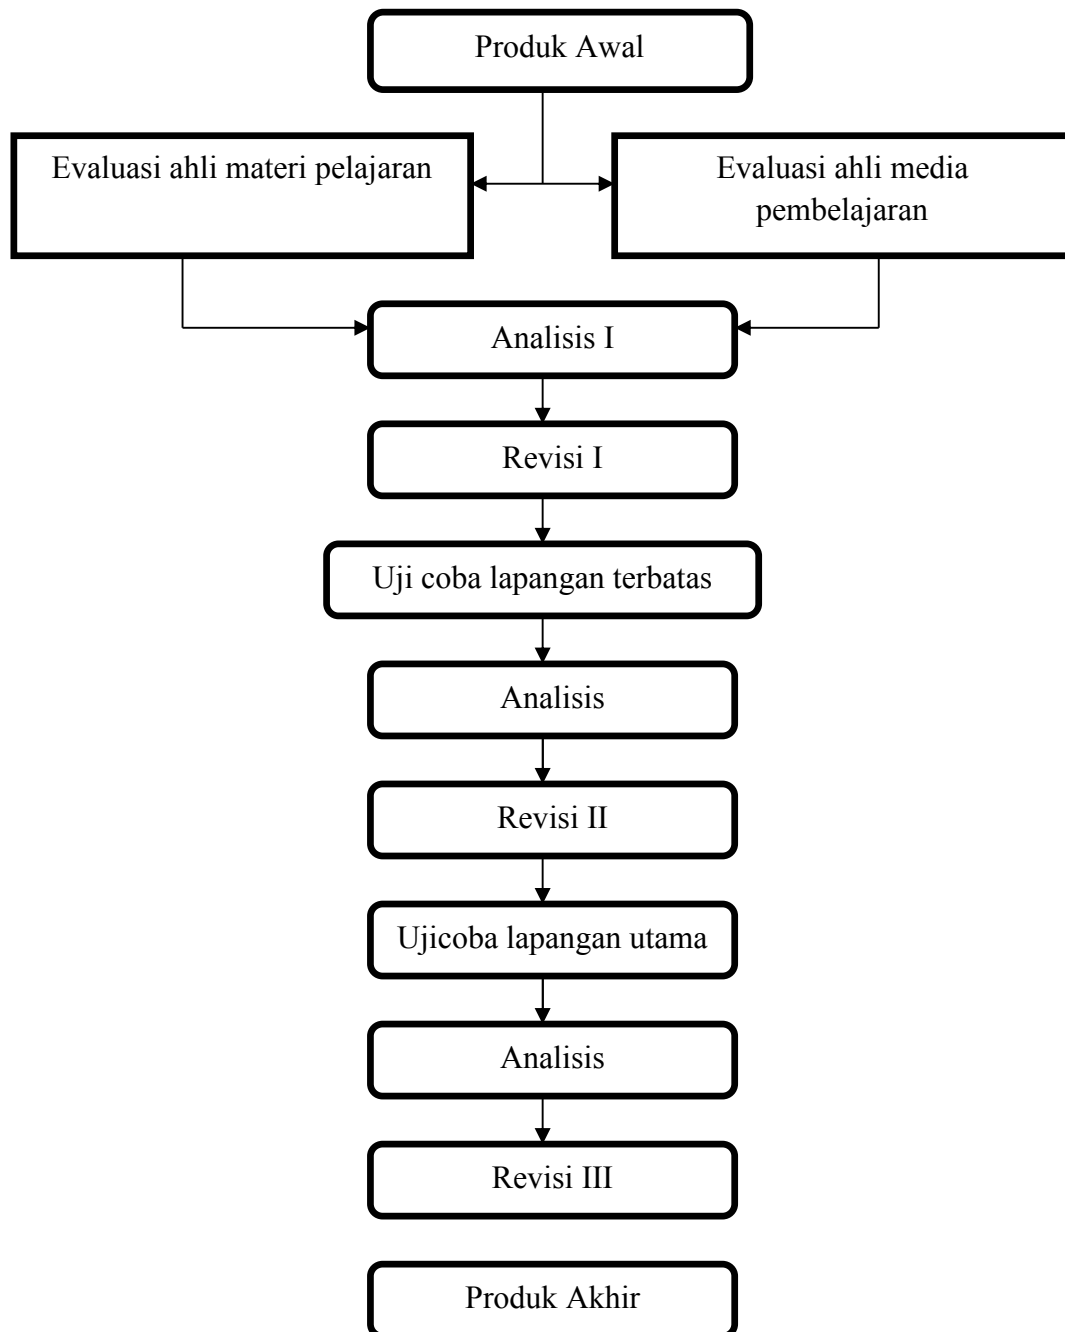 Produk Awal
Evaluasi ahli materi pelajaran
Evaluasi ahli media
pembelajaran
Analisis I
Revisi I
Uji coba lapangan terbatas
Analisis
Revisi II
Ujicoba lapangan utama
Analisis
Revisi III
Produk Akhir